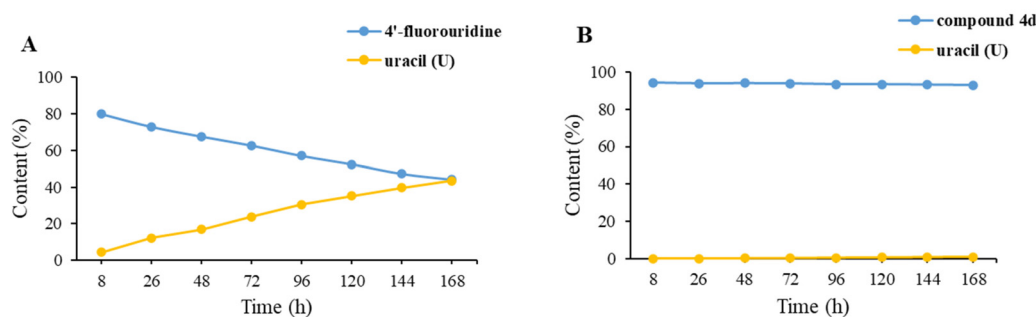 A
4'-fluorouridine
uracil (U)
Content (%)
100
80
60
40
20
0
8 26 48 72 96 120 144 168
Time (h)
B
compound 4d
uracil (U)
Content (%)
100
80
60
40
20
0
8 26 48 72 96 120 144 168
Time (h)